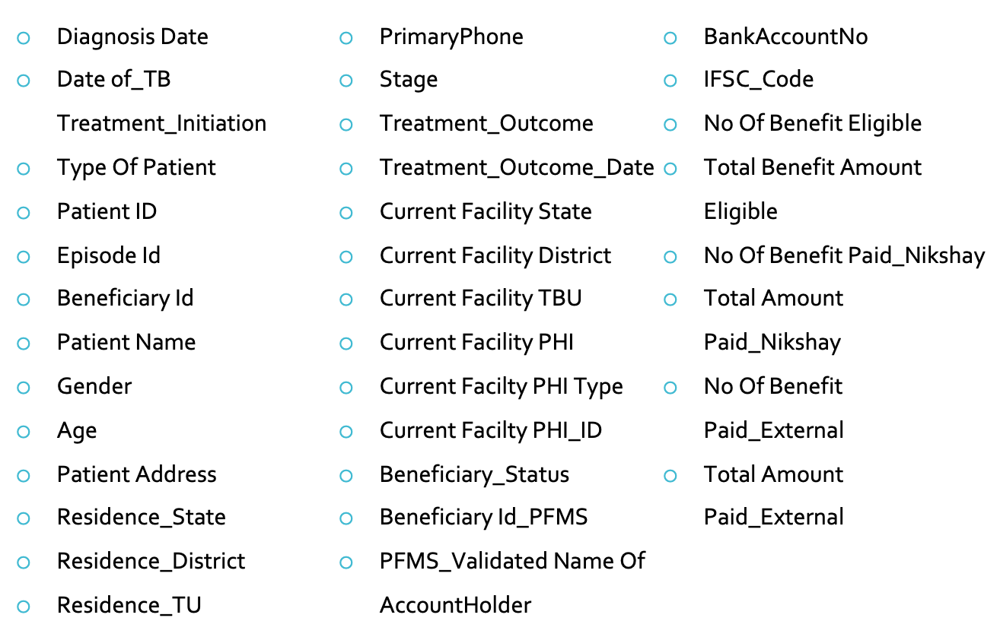 Diagnosis Date
Date of_TB
Treatment_Initiation
Type Of Patient
Patient ID
Episode Id
Beneficiary Id
Patient Name
Gender
Age
Patient Address
Residence_State
Residence_District
Residence_TU
PrimaryPhone
Stage
Treatment_Outcome
Treatment_Outcome_Date
Current Facility State
Current Facility District
Current Facility TBU
Current Facility PHI
Current Facilty PHI Type
Current Facilty PHI_ID
Beneficiary_Status
Beneficiary Id_PFMS
PFMS_Validated Name Of
AccountHolder
BankAccountNo
IFSC_Code
No Of Benefit Eligible
Total Benefit Amount
Eligible
No Of Benefit Paid_Nikshay
Total Amount
Paid_Nikshay
No Of Benefit
Paid_External
Total Amount
Paid_External